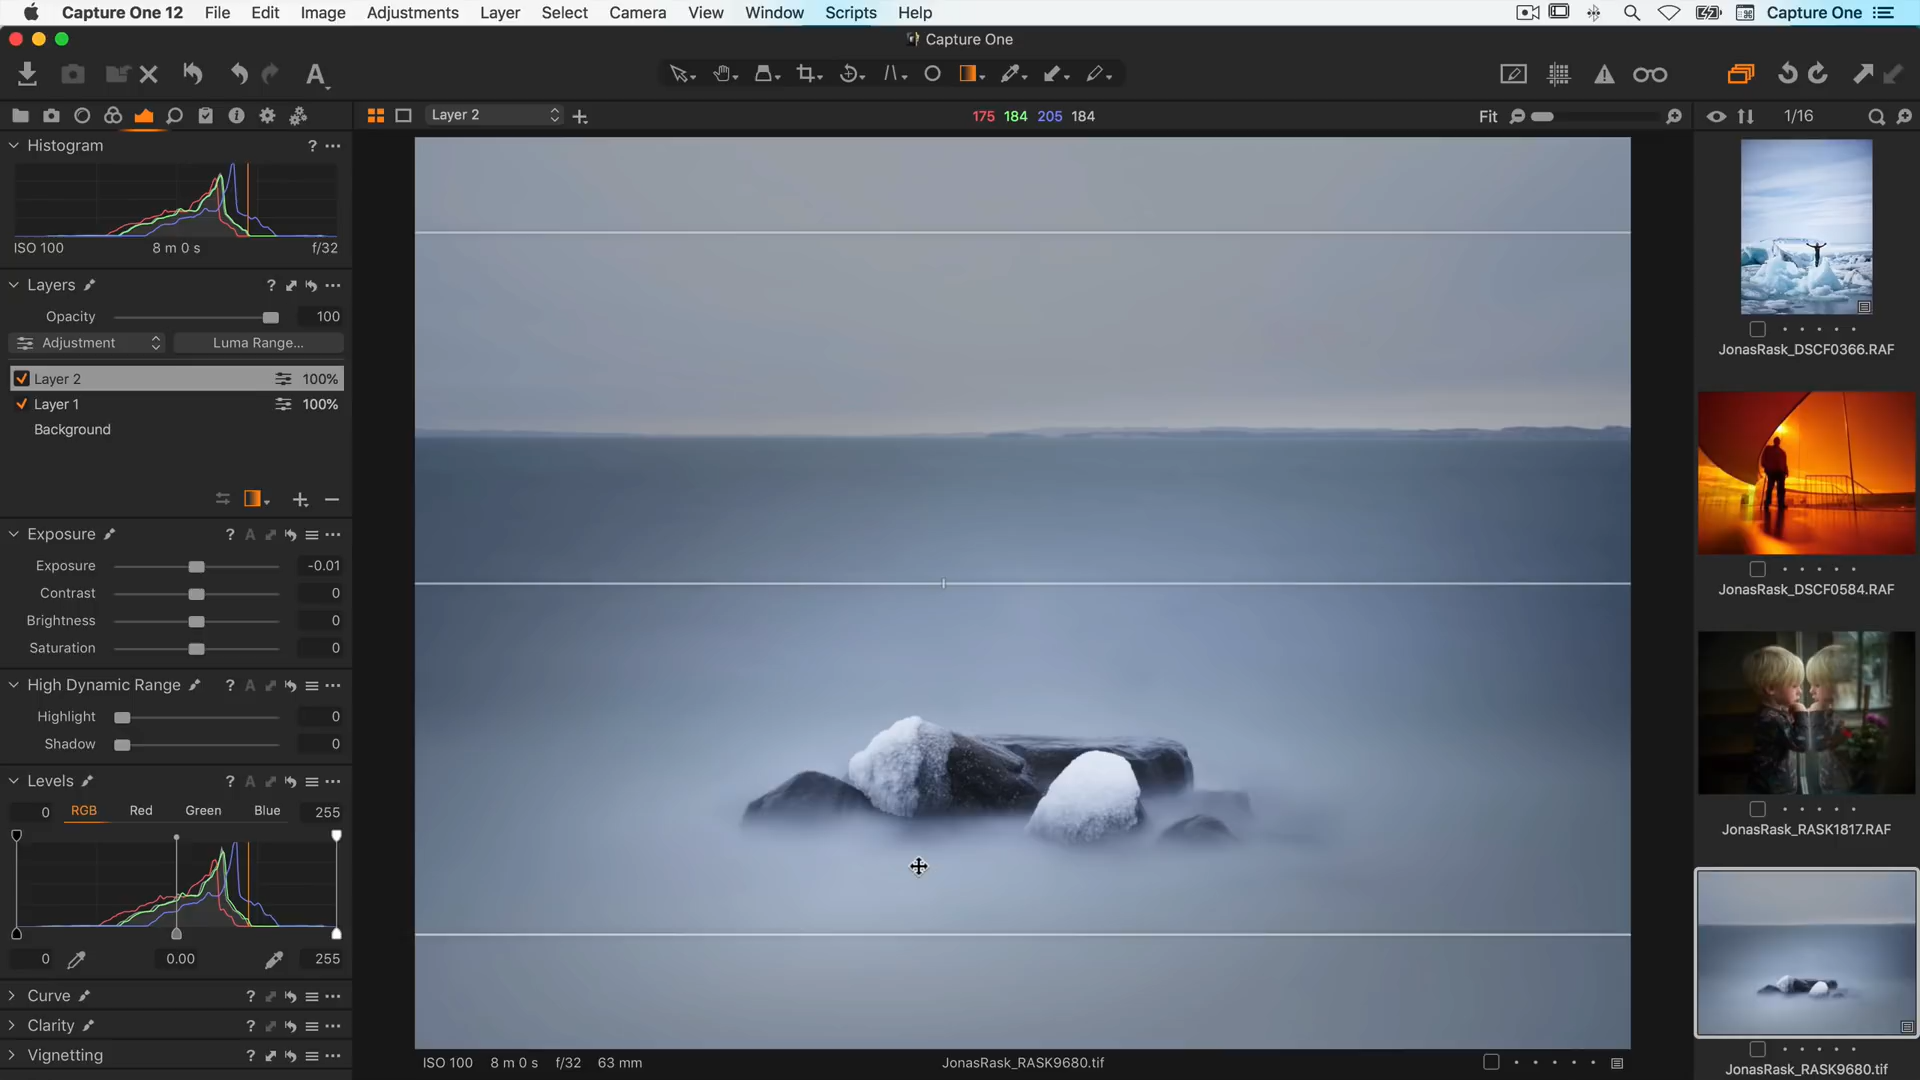 Capture One 12 File Edit Image Adjustments Layer Select Camera View Window Scripts Help
Capture One
Capture One
A
Layer 2
175 184 205 184
Fit
1/16
Histogram
?
ISO 100 8 m 0 s f/32
Layers
?
Opacity 100
Adjustment Luma Range...
Layer 2 100%
Layer 1 100%
Background
Exposure
? A
Exposure -0.01
Contrast 0
Brightness 0
Saturation 0
High Dynamic Range
? A
Highlight 0
Shadow 0
Levels
? A
0 RGB Red Green Blue 255
0 0.00 255
Curve ?
Clarity ?
Vignetting ?
ISO 100 8 m 0 s f/32 63 mm
JonasRask_RASK9680.tif
JonasRask_DSCF0366.RAF
JonasRask_DSCF0584.RAF
JonasRask_RASK1817.RAF
JonasRask_RASK9680.tif